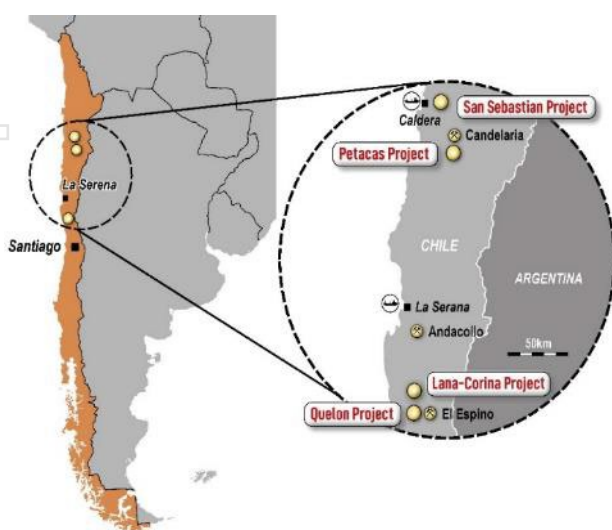 La Serena
Santiago
San Sebastian Project
Caldera
Candelaria
Petacas Project
CHILE
ARGENTINA
La Serana
Andacollo
50km
Lana-Corina Project
Quelon Project
El Espino